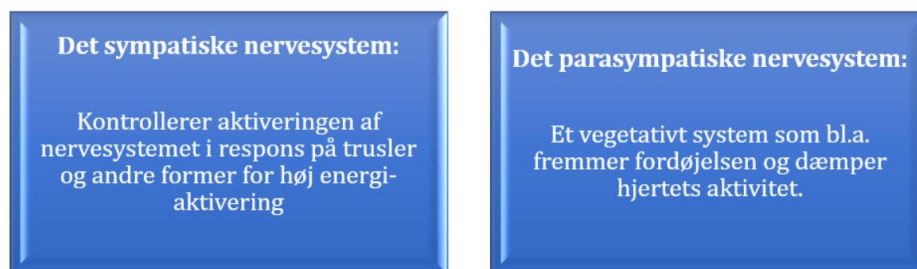 Det sympatiske nervesystem:
Kontrollerer aktiveringen af
nervesystemet i respons på trusler
og andre former for høj energi-
aktivering
Det parasympatiske nervesystem:
Et vegetativt system som bl.a.
fremmer fordøjelsen og dæmper
hjertets aktivitet.